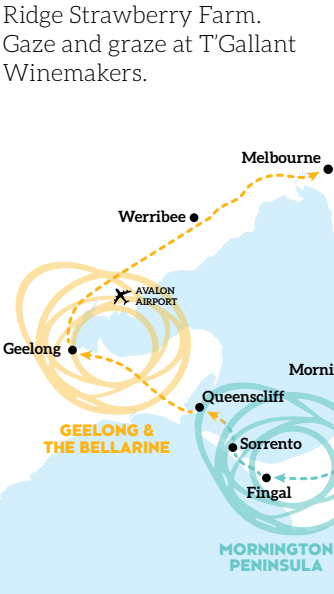 Ridge Strawberry Farm.
Gaze and graze at T’Gallant
Winemakers.
Melbourne
Werribee
AVALON
AIRPORT
Geelong
Morni
Queenscliff
GEELONG &
THE BELLARINE
Sorrento
Fingal
MORNINGTON
PENINSULA